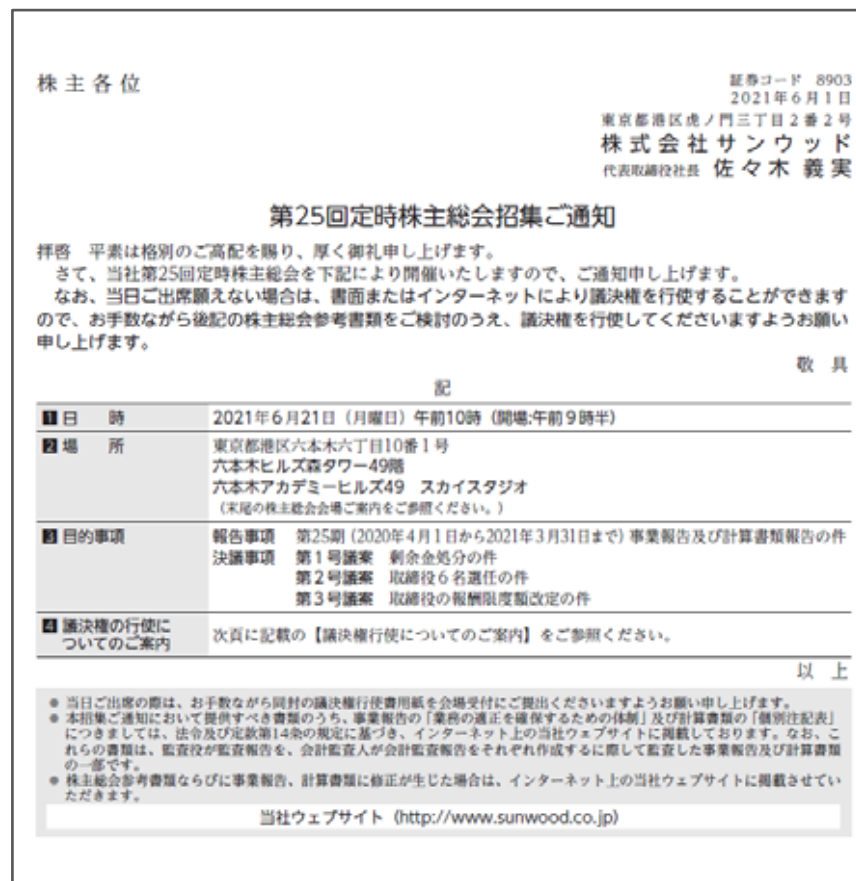 株主各位
証券コード 8903
2021年6月1日
東京都港区虎ノ門三丁目2番2号
株式会社サンウッド
代表取締役社長 佐々木 義実
第25回定時株主総会招集ご通知
拝啓 平素は格別のご高配を賜り、厚く御礼申し上げます。
さて、当社第25回定時株主総会を下記により開催いたしますので、ご通知申し上げます。
なお、当日ご出席願えない場合は、書面またはインターネットにより議決権を行使することができます
ので、お手数ながら後記の株主総会参考書類をご検討のうえ、議決権を行使してくださいますようお願い
申し上げます。
敬 具
記
1 日 時 2021年6月21日(月曜日)午前10時(開場:午前9時半)
2 場 所 東京都港区六本木六丁目10番1号
六本木ヒルズ森タワー49階
六本木アカデミーヒルズ49 スカイスタジオ
(末尾の株主総会会場ご案内をご参照ください。)
3 目的事項 報告事項 第25期(2020年4月1日から2021年3月31日まで)事業報告及び計算書類報告の件
決議事項 第1号議案 剰余金処分の件
第2号議案 取締役6名選任の件
第3号議案 取締役の報酬限度額改定の件
4 議決権の行使に
ついてのご案内 次頁に記載の【議決権行使についてのご案内】をご参照ください。
以 上
● 当日ご出席の際は、お手数ながら同封の議決権行使書用紙を会場受付にご提出くださいますようお願い申し上げます。
● 本招集ご通知において提供すべき書類のうち、事業報告の「業務の適正を確保するための体制」及び計算書類の「個別注記表」
につきましては、法令及び定款第14条の規定に基づき、インターネット上の当社ウェブサイトに掲載しております。なお、こ
れらの書類は、監査役が監査報告を、会計監査人が会計監査報告をそれぞれ作成するに際して監査した事業報告及び計算書類
の一部です。
● 株主総会参考書類ならびに事業報告、計算書類に修正が生じた場合は、インターネット上の当社ウェブサイトに掲載させてい
ただきます。
当社ウェブサイト(http://www.sunwood.co.jp)